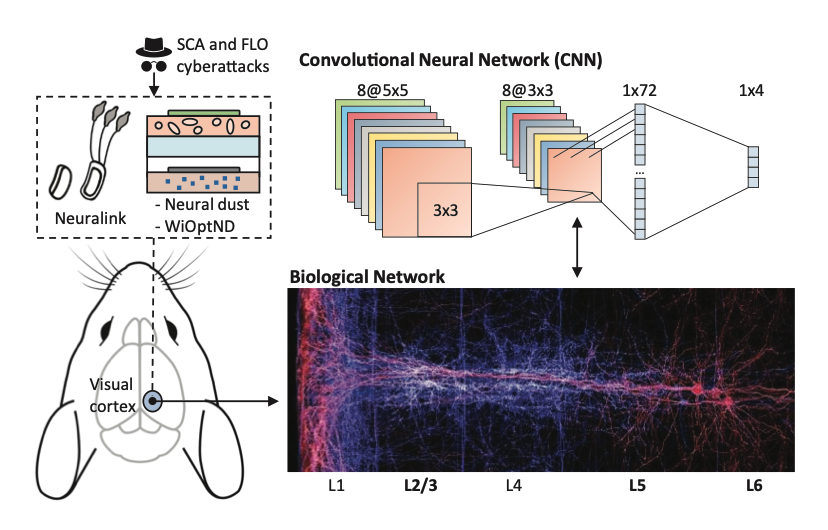 SCA and FLO
cyberattacks
Neuralink
- Neural dust
- WiOptND
Visual
cortex
Convolutional Neural Network (CNN)
8@5x5
8@3x3
1x72
1x4
3x3
...
Biological Network
L1
L2/3
L4
L5
L6